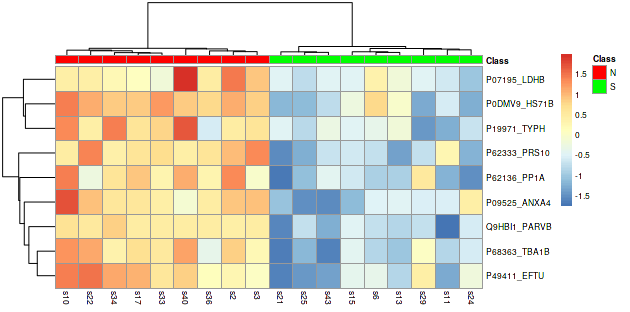 Class
P07195_LDHB
P0DMV9_HS71B
P19971_TYPH
P62333_PRS10
P62136_PP1A
P09525_ANXA4
Q9HBI1_PARVB
P68363_TBA1B
P49411_EFTU
s10 s22 s34 s17 s33 s40 s36 s2 s3 s21 s25 s43 s15 s6 s13 s29 s11 s24
1.5
1
0.5
0
-0.5
-1
-1.5
Class
N
S